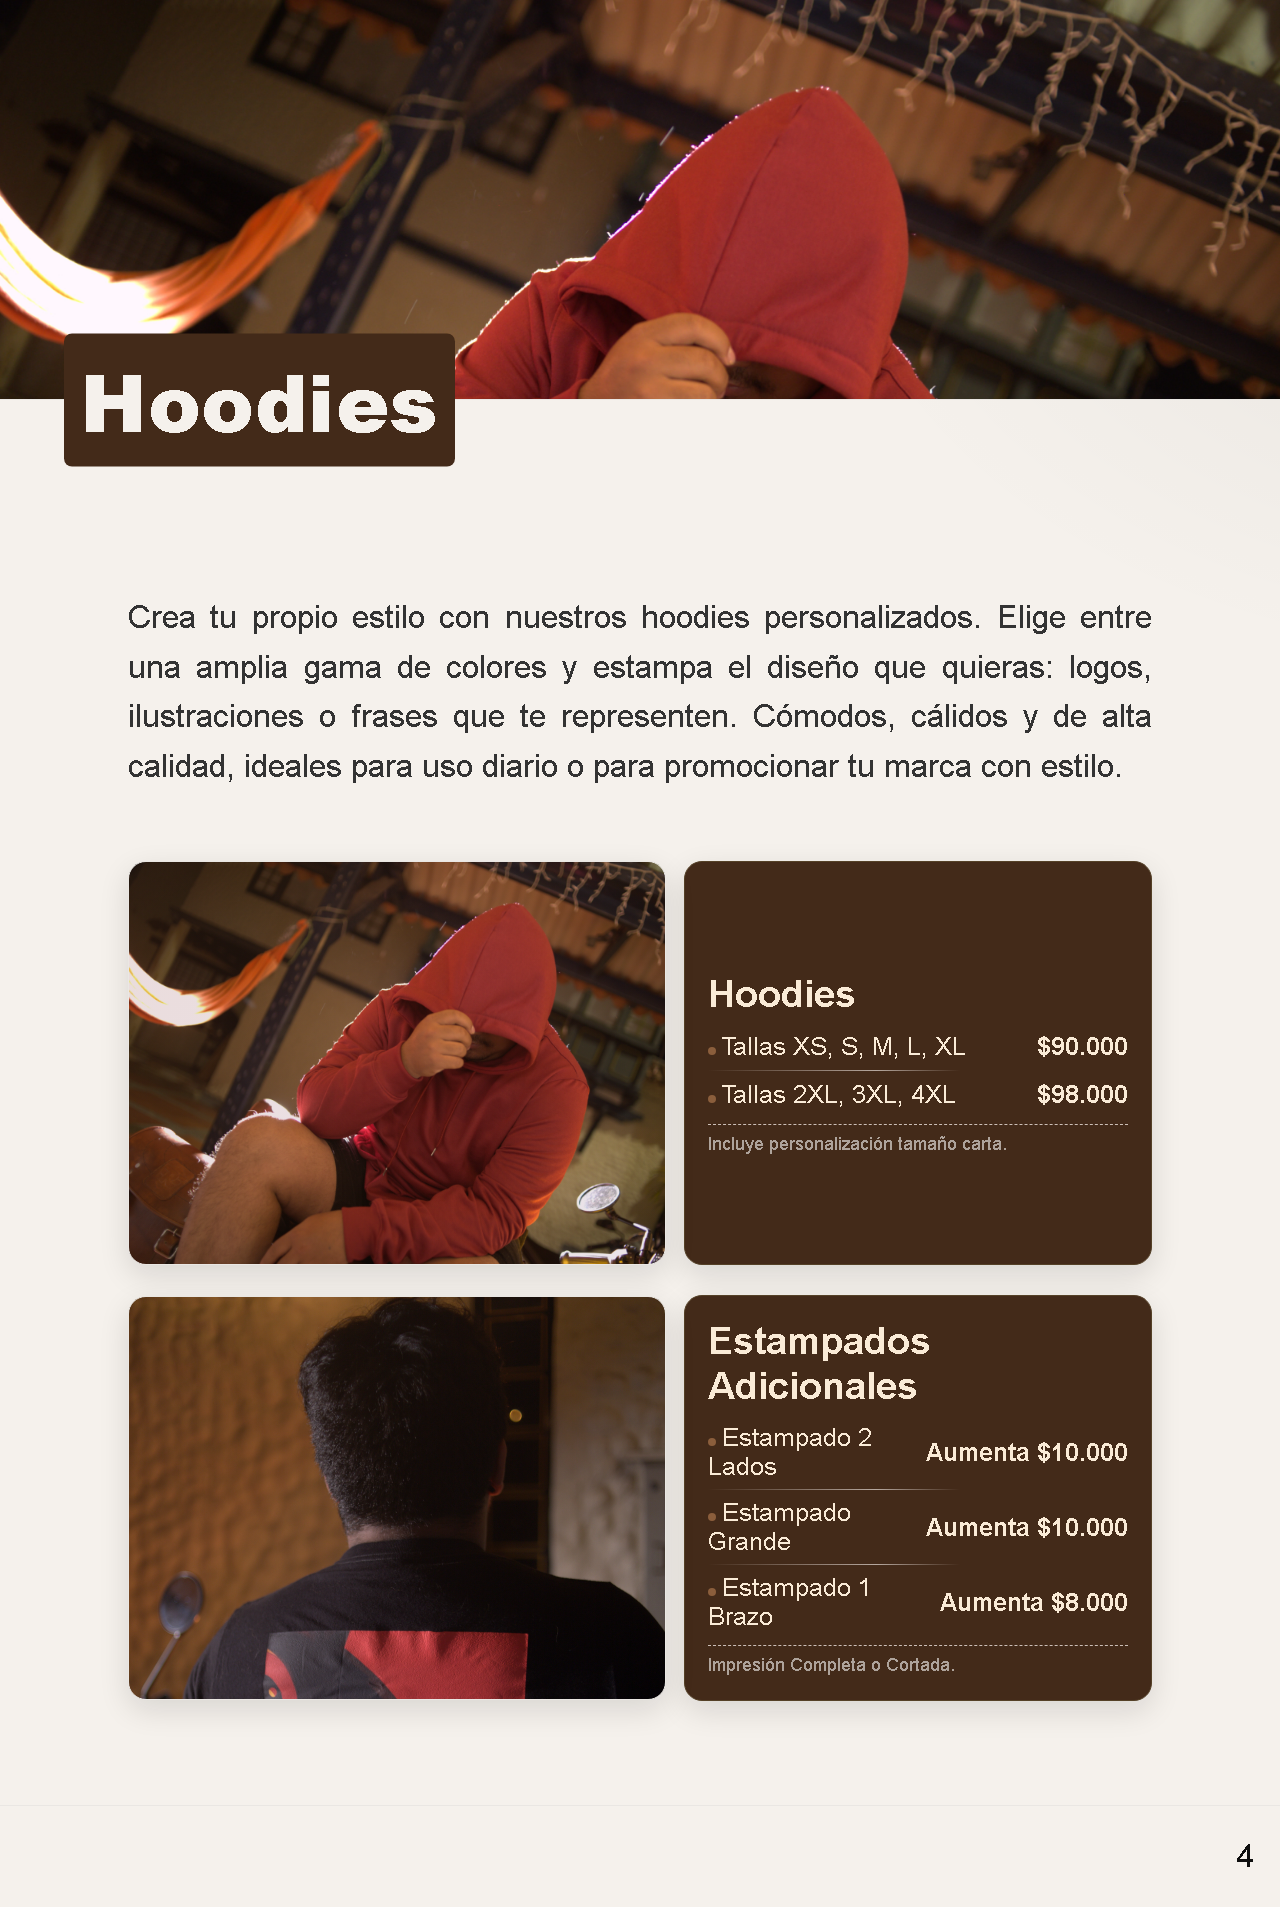 Hoodies
Crea tu propio estilo con nuestros hoodies personalizados. Elige entre
una amplia gama de colores y estampa el diseño que quieras: logos,
ilustraciones o frases que te representen. Cómodos, cálidos y de alta
calidad, ideales para uso diario o para promocionar tu marca con estilo.
Hoodies
Tallas XS, S, M, L, XL $90.000
Tallas 2XL, 3XL, 4XL $98.000
Incluye personalización tamaño carta.
Estampados
Adicionales
Estampado 2
Lados
Aumenta $10.000
Estampado
Grande
Aumenta $10.000
Estampado 1
Brazo
Aumenta $8.000
Impresión Completa o Cortada.
4